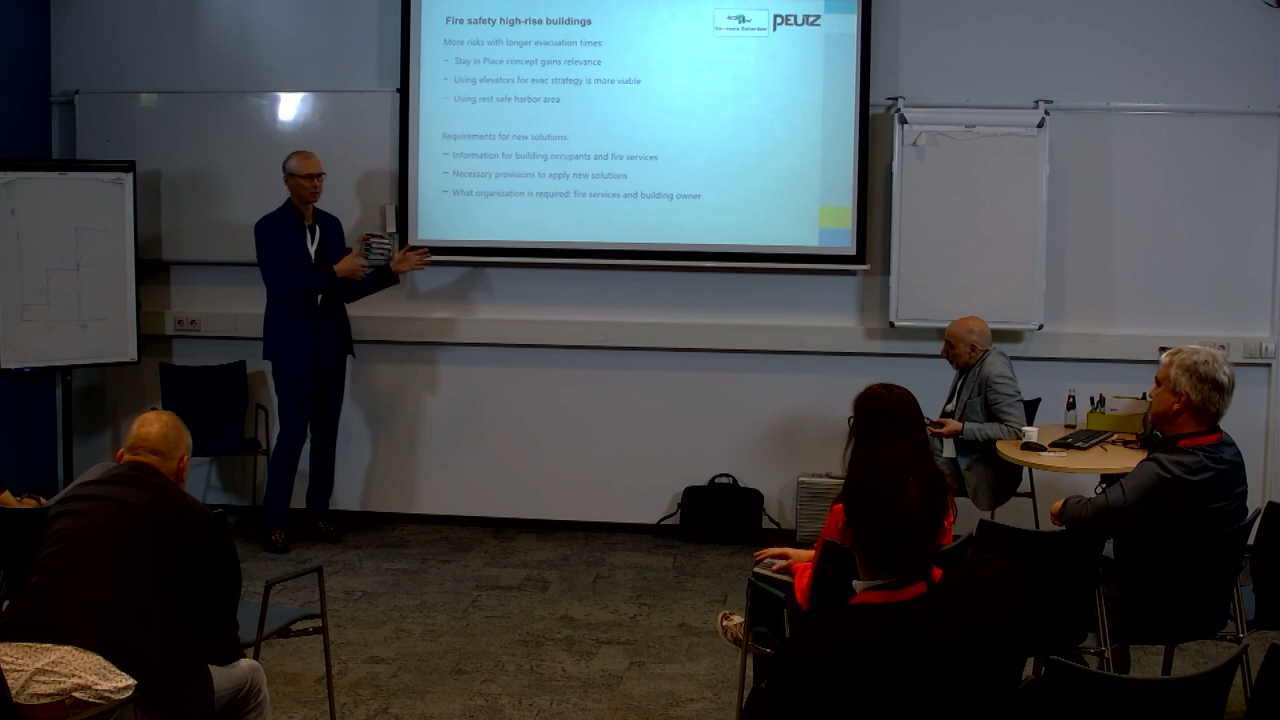 Fire safety high-rise buildings
Gemeente Rotterdam
PEUTZ
More risks with longer evacuation times:
- Stay in Place concept gains relevance
- Using elevators for evac strategy is more viable
- Using rest safe harbor area
Requirements for new solutions:
- Information for building occupants and fire services
- Necessary provisions to apply new solutions
- What organization is required: fire services and building owner